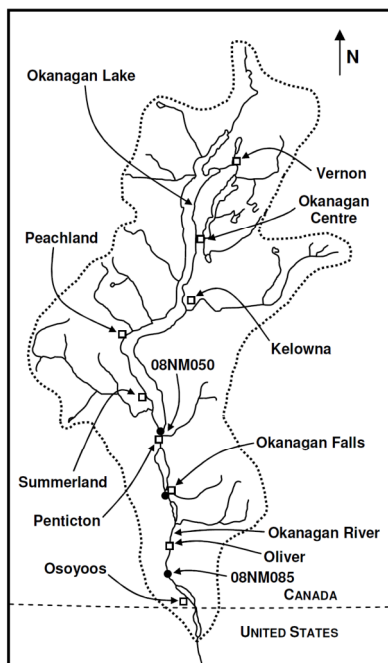 N
Okanagan Lake
Vernon
Okanagan
Centre
Peachland
Kelowna
08NM050
Okanagan Falls
Summerland
Penticton
Okanagan River
Oliver
Osoyoos
08NM085
CANADA
UNITED STATES